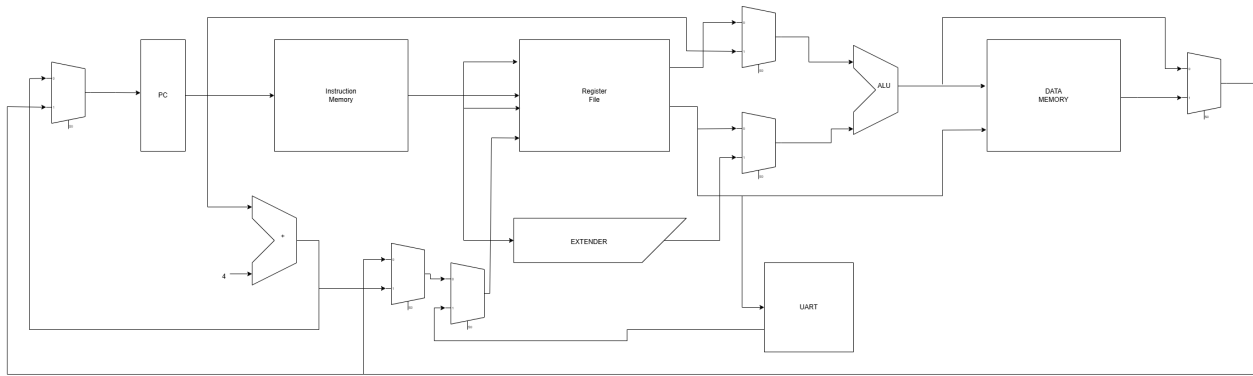 PC
Instruction
Memory
Register
File
ALU
DATA
MEMORY
+
4
EXTENDER
UART